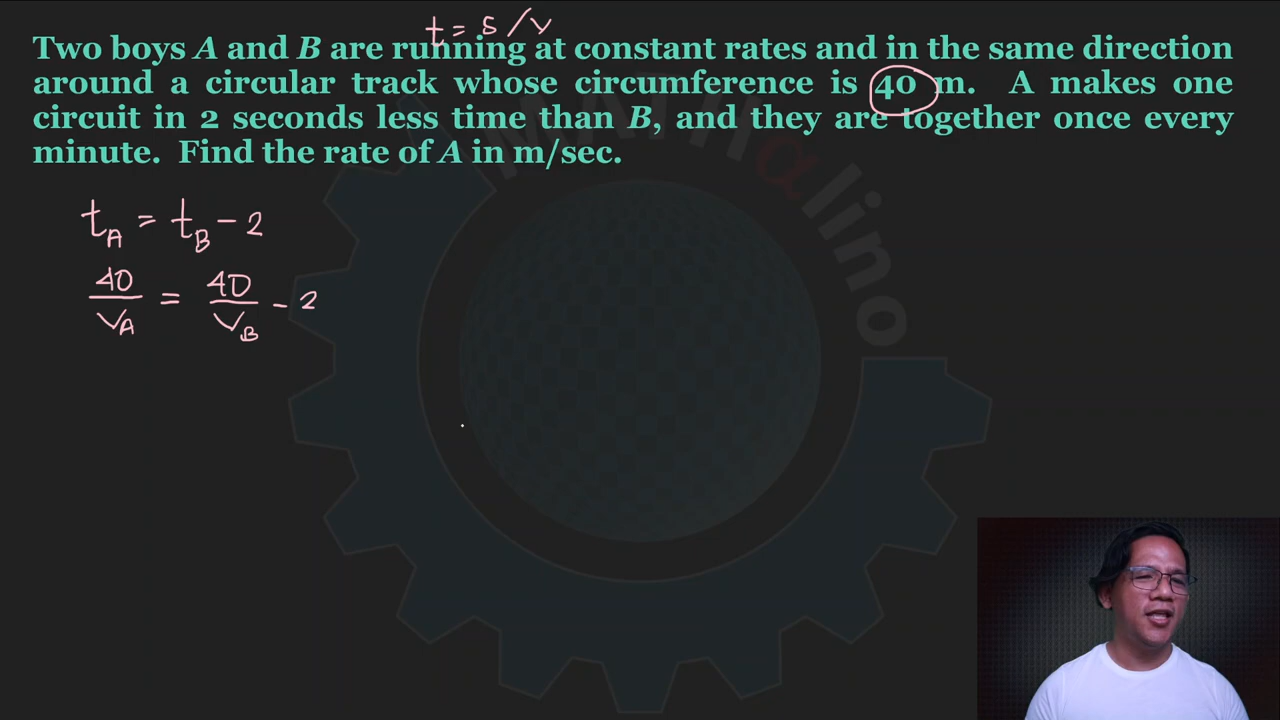 t = s / v
Two boys A and B are running at constant rates and in the same direction
around a circular track whose circumference is 40 m. A makes one
circuit in 2 seconds less time than B, and they are together once every
minute. Find the rate of A in m/sec.
MATHalino
t_A = t_B - 2
40/V_A = 40/V_B - 2